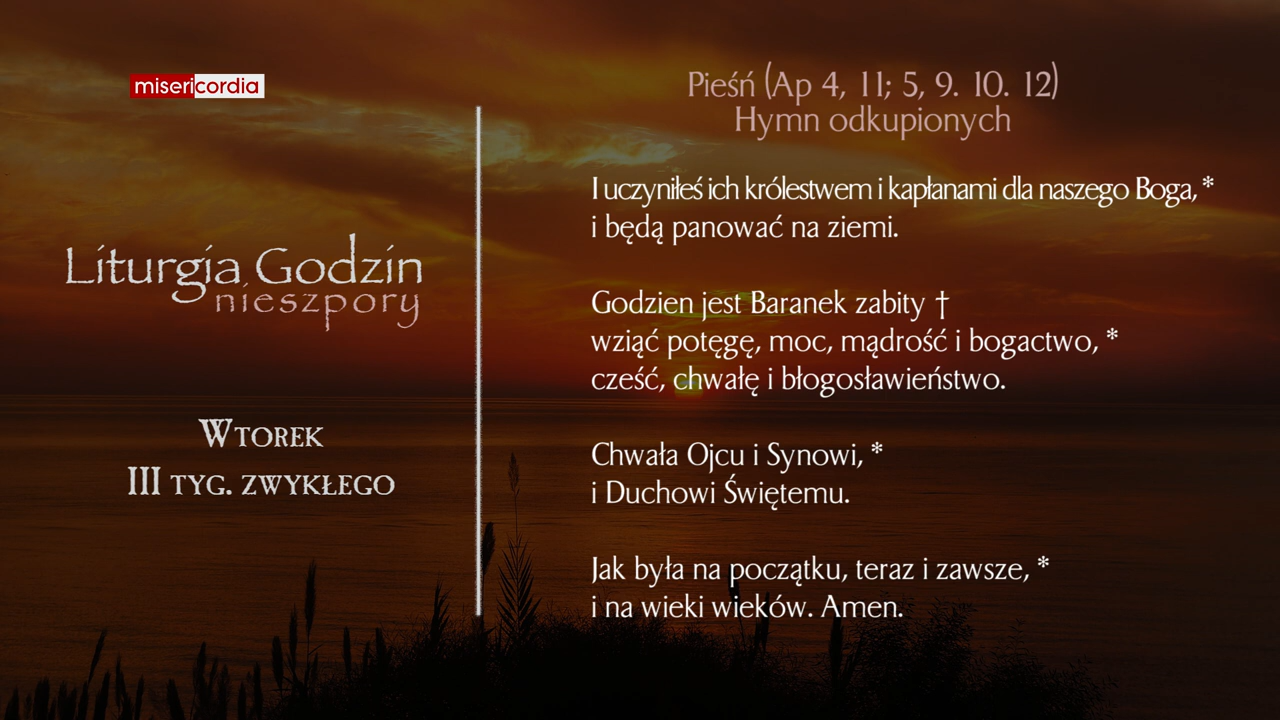 misericordia
Liturgia Godzin
nieszpory
Wtorek
III tyg. zwykłego
Pieśń (Ap 4, 11; 5, 9. 10. 12)
Hymn odkupionych
I uczyniłeś ich królestwem i kapłanami dla naszego Boga, *
i będą panować na ziemi.
Godzien jest Baranek zabity †
wziąć potęgę, moc, mądrość i bogactwo, *
cześć, chwałę i błogosławieństwo.
Chwała Ojcu i Synowi, *
i Duchowi Świętemu.
Jak była na początku, teraz i zawsze, *
i na wieki wieków. Amen.